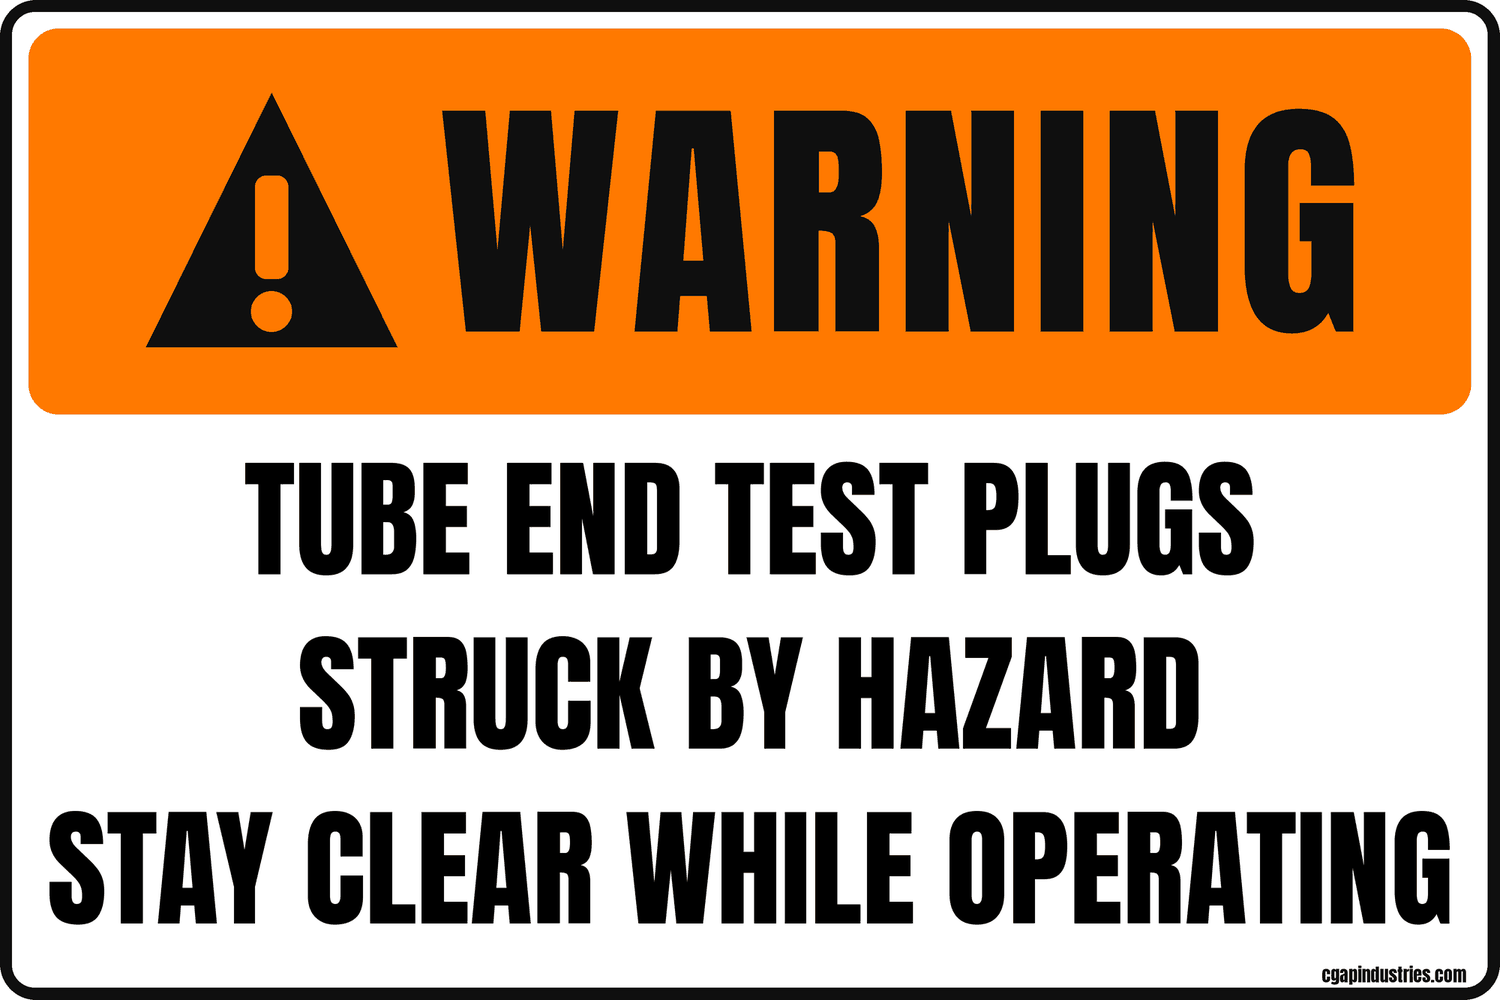 WARNING
TUBE END TEST PLUGS
STRUCK BY HAZARD
STAY CLEAR WHILE OPERATING
cgapindustries.com